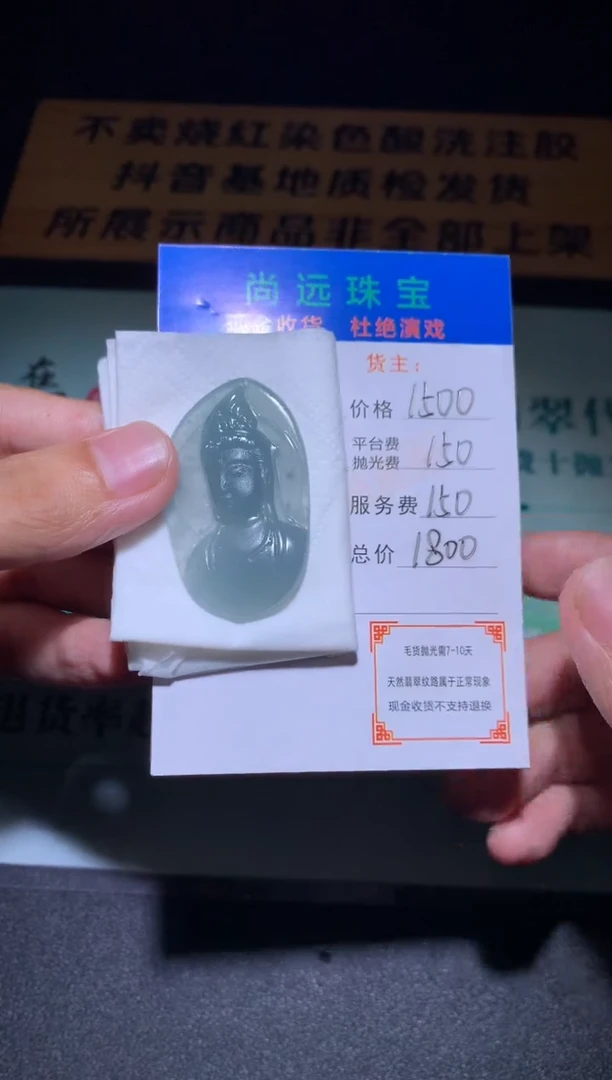 不卖烧红染色酸洗注胶
抖音基地质检发货
所展示商品非全部上架
尚远珠宝
现金收货 杜绝演戏
货主：
价格 1500
平台费
抛光费 150
服务费 150
总价 1800
毛货抛光需7-10天
天然翡翠纹路属于正常现象
现金收货不支持退换
翠
退货率